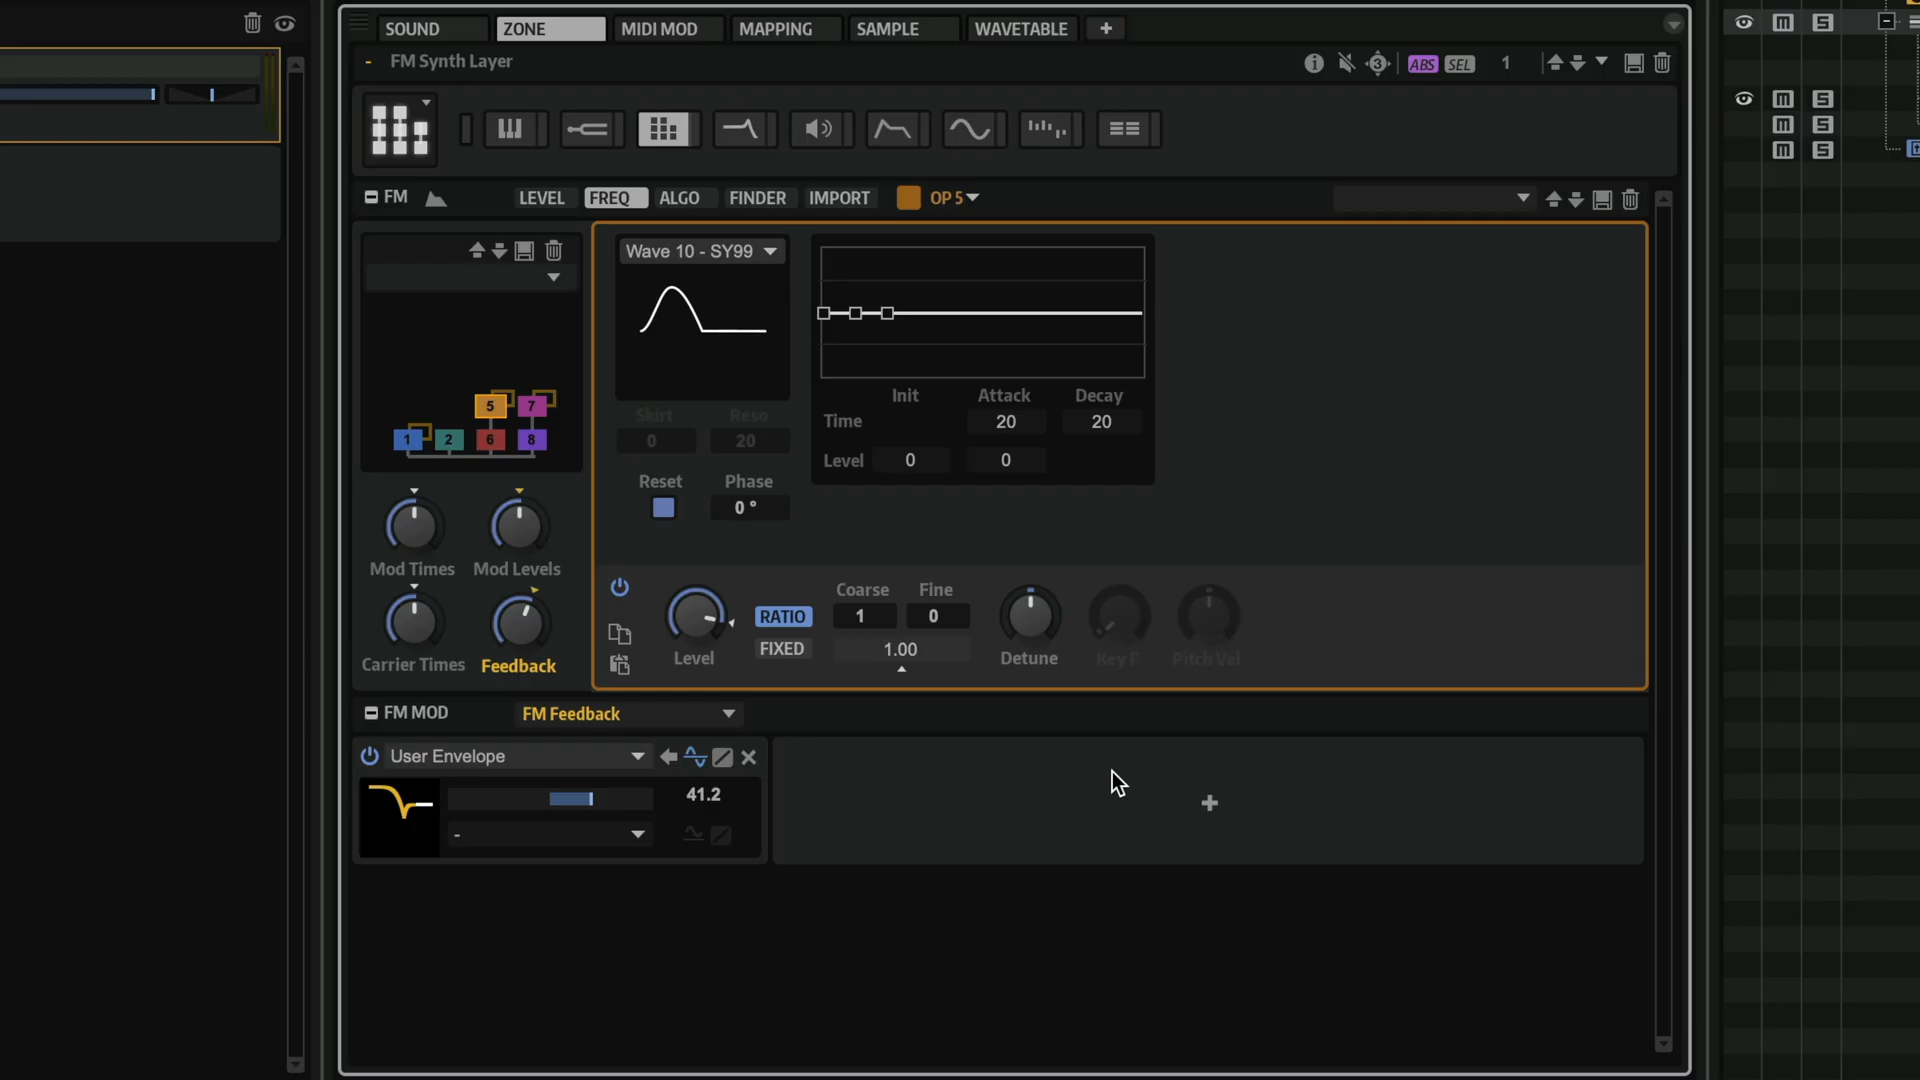 SOUND ZONE MIDI MOD MAPPING SAMPLE WAVETABLE +
- FM Synth Layer 3 ABS SEL 1
M S
M S
M S
M S
FM LEVEL FREQ ALGO FINDER IMPORT OP 5
Wave 10 - SY99
5 7
1 2 6 8
Skirt Reso
0 20
Reset Phase
0 °
Init Attack Decay
Time 20 20
Level 0 0
Mod Times Mod Levels
Carrier Times Feedback
Level
RATIO
FIXED
Coarse Fine
1 0
1.00
Detune Key F Pitch Vel
FM MOD FM Feedback
User Envelope
41.2
-
+